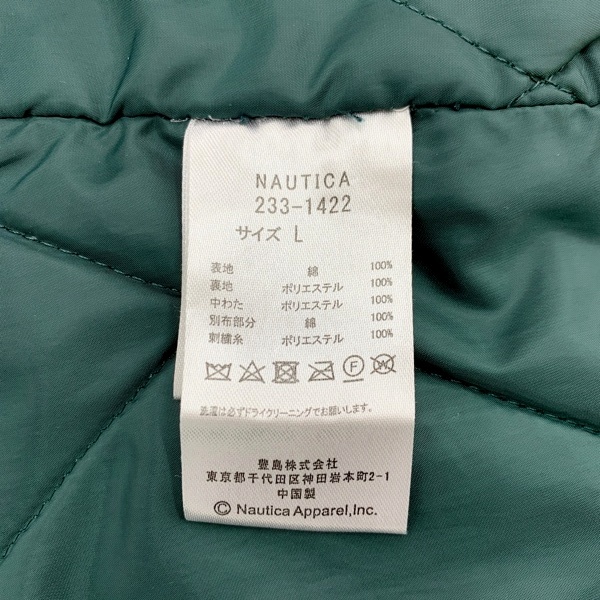 NAUTICA
233-1422
サイズ L
表地 綿 100%
裏地 ポリエステル 100%
中わた ポリエステル 100%
別布部分 綿 100%
刺繍糸 ポリエステル 100%
F W
洗濯は必ずドライクリーニングでお願いします。
豊島株式会社
東京都千代田区神田岩本町2-1
中国製
© Nautica Apparel,Inc.